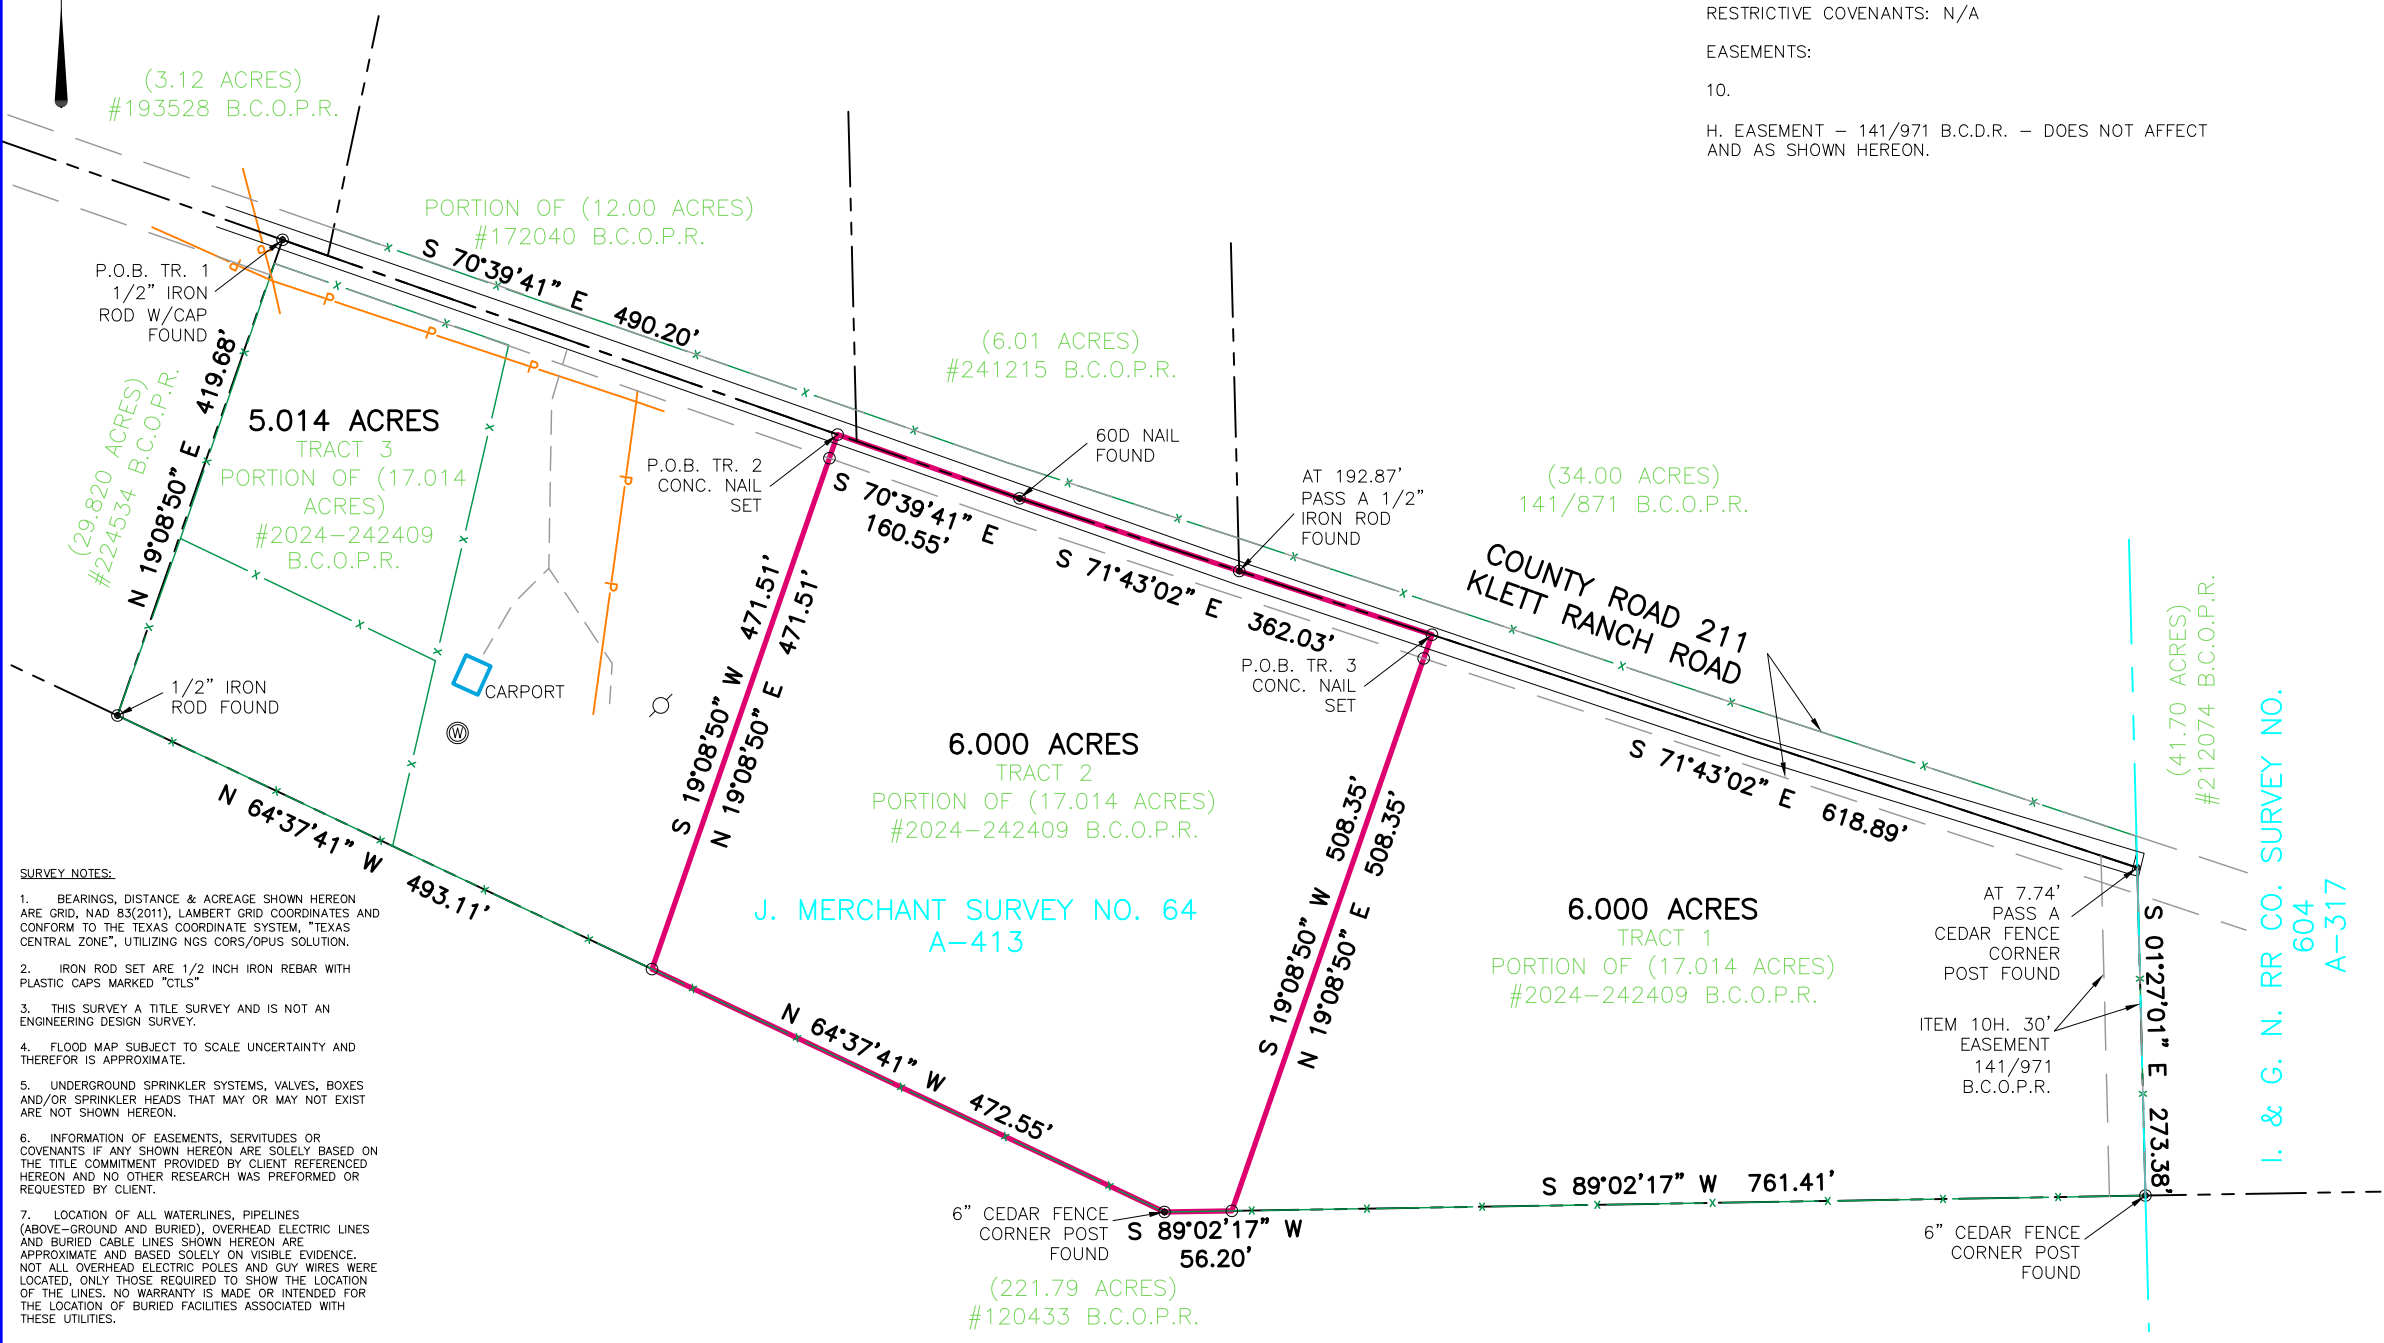 RESTRICTIVE COVENANTS: N/A
EASEMENTS:
10.
H. EASEMENT – 141/971 B.C.D.R. – DOES NOT AFFECT
AND AS SHOWN HEREON.
(3.12 ACRES)
#193528 B.C.O.P.R.
PORTION OF (12.00 ACRES)
#172040 B.C.O.P.R.
S 70°39'41" E 490.20'
P.O.B. TR. 1
1/2" IRON
ROD W/CAP
FOUND
P
P
P
P
P
P
P
(6.01 ACRES)
#241215 B.C.O.P.R.
(29.820 ACRES)
#224534 B.C.O.P.R.
N 19°08'50" E 419.68'
5.014 ACRES
TRACT 3
PORTION OF (17.014
ACRES)
#2024–242409
B.C.O.P.R.
P.O.B. TR. 2
CONC. NAIL
SET
60D NAIL
FOUND
AT 192.87'
PASS A 1/2"
IRON ROD
FOUND
(34.00 ACRES)
141/871 B.C.O.P.R.
S 70°39'41" E
160.55'
S 71°43'02" E 362.03'
COUNTY ROAD 211
KLETT RANCH ROAD
P.O.B. TR. 3
CONC. NAIL
SET
(41.70 ACRES)
#212074 B.C.O.P.R.
I. & G. N. RR CO. SURVEY NO.
604
A–317
1/2" IRON
ROD FOUND
CARPORT
W
S 19°08'50" W 471.51'
N 19°08'50" E 471.51'
6.000 ACRES
TRACT 2
PORTION OF (17.014 ACRES)
#2024–242409 B.C.O.P.R.
S 71°43'02" E 618.89'
N 64°37'41" W 493.11'
J. MERCHANT SURVEY NO. 64
A–413
S 19°08'50" W 508.35'
N 19°08'50" E 508.35'
6.000 ACRES
TRACT 1
PORTION OF (17.014 ACRES)
#2024–242409 B.C.O.P.R.
AT 7.74'
PASS A
CEDAR FENCE
CORNER
POST FOUND
ITEM 10H. 30'
EASEMENT
141/971
B.C.O.P.R.
S 01°27'01" E 273.38'
N 64°37'41" W 472.55'
6" CEDAR FENCE
CORNER POST
FOUND
S 89°02'17" W
56.20'
S 89°02'17" W 761.41'
6" CEDAR FENCE
CORNER POST
FOUND
(221.79 ACRES)
#120433 B.C.O.P.R.
SURVEY NOTES:
1. BEARINGS, DISTANCE & ACREAGE SHOWN HEREON
ARE GRID, NAD 83(2011), LAMBERT GRID COORDINATES AND
CONFORM TO THE TEXAS COORDINATE SYSTEM, "TEXAS
CENTRAL ZONE", UTILIZING NGS CORS/OPUS SOLUTION.
2. IRON ROD SET ARE 1/2 INCH IRON REBAR WITH
PLASTIC CAPS MARKED "CTLS"
3. THIS SURVEY A TITLE SURVEY AND IS NOT AN
ENGINEERING DESIGN SURVEY.
4. FLOOD MAP SUBJECT TO SCALE UNCERTAINTY AND
THEREFOR IS APPROXIMATE.
5. UNDERGROUND SPRINKLER SYSTEMS, VALVES, BOXES
AND/OR SPRINKLER HEADS THAT MAY OR MAY NOT EXIST
ARE NOT SHOWN HEREON.
6. INFORMATION OF EASEMENTS, SERVITUDES OR
COVENANTS IF ANY SHOWN HEREON ARE SOLELY BASED ON
THE TITLE COMMITMENT PROVIDED BY CLIENT REFERENCED
HEREON AND NO OTHER RESEARCH WAS PREFORMED OR
REQUESTED BY CLIENT.
7. LOCATION OF ALL WATERLINES, PIPELINES
(ABOVE–GROUND AND BURIED), OVERHEAD ELECTRIC LINES
AND BURIED CABLE LINES SHOWN HEREON ARE
APPROXIMATE AND BASED SOLELY ON VISIBLE EVIDENCE.
NOT ALL OVERHEAD ELECTRIC POLES AND GUY WIRES WERE
LOCATED, ONLY THOSE REQUIRED TO SHOW THE LOCATION
OF THE LINES. NO WARRANTY IS MADE OR INTENDED FOR
THE LOCATION OF BURIED FACILITIES ASSOCIATED WITH
THESE UTILITIES.